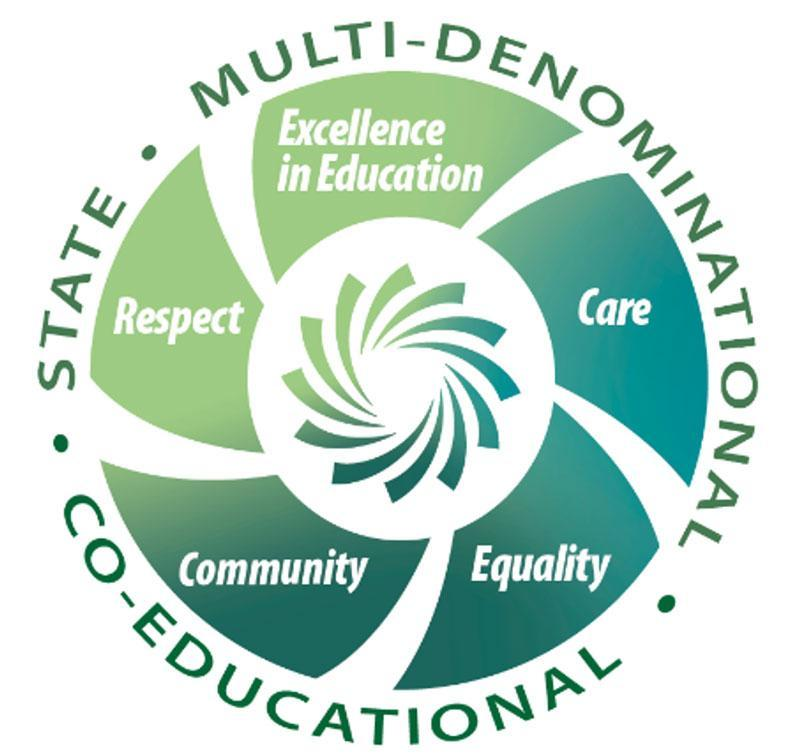 STATE • MULTI-DENOMINATIONAL • CO-EDUCATIONAL •
Excellence
in Education
Care
Equality
Community
Respect